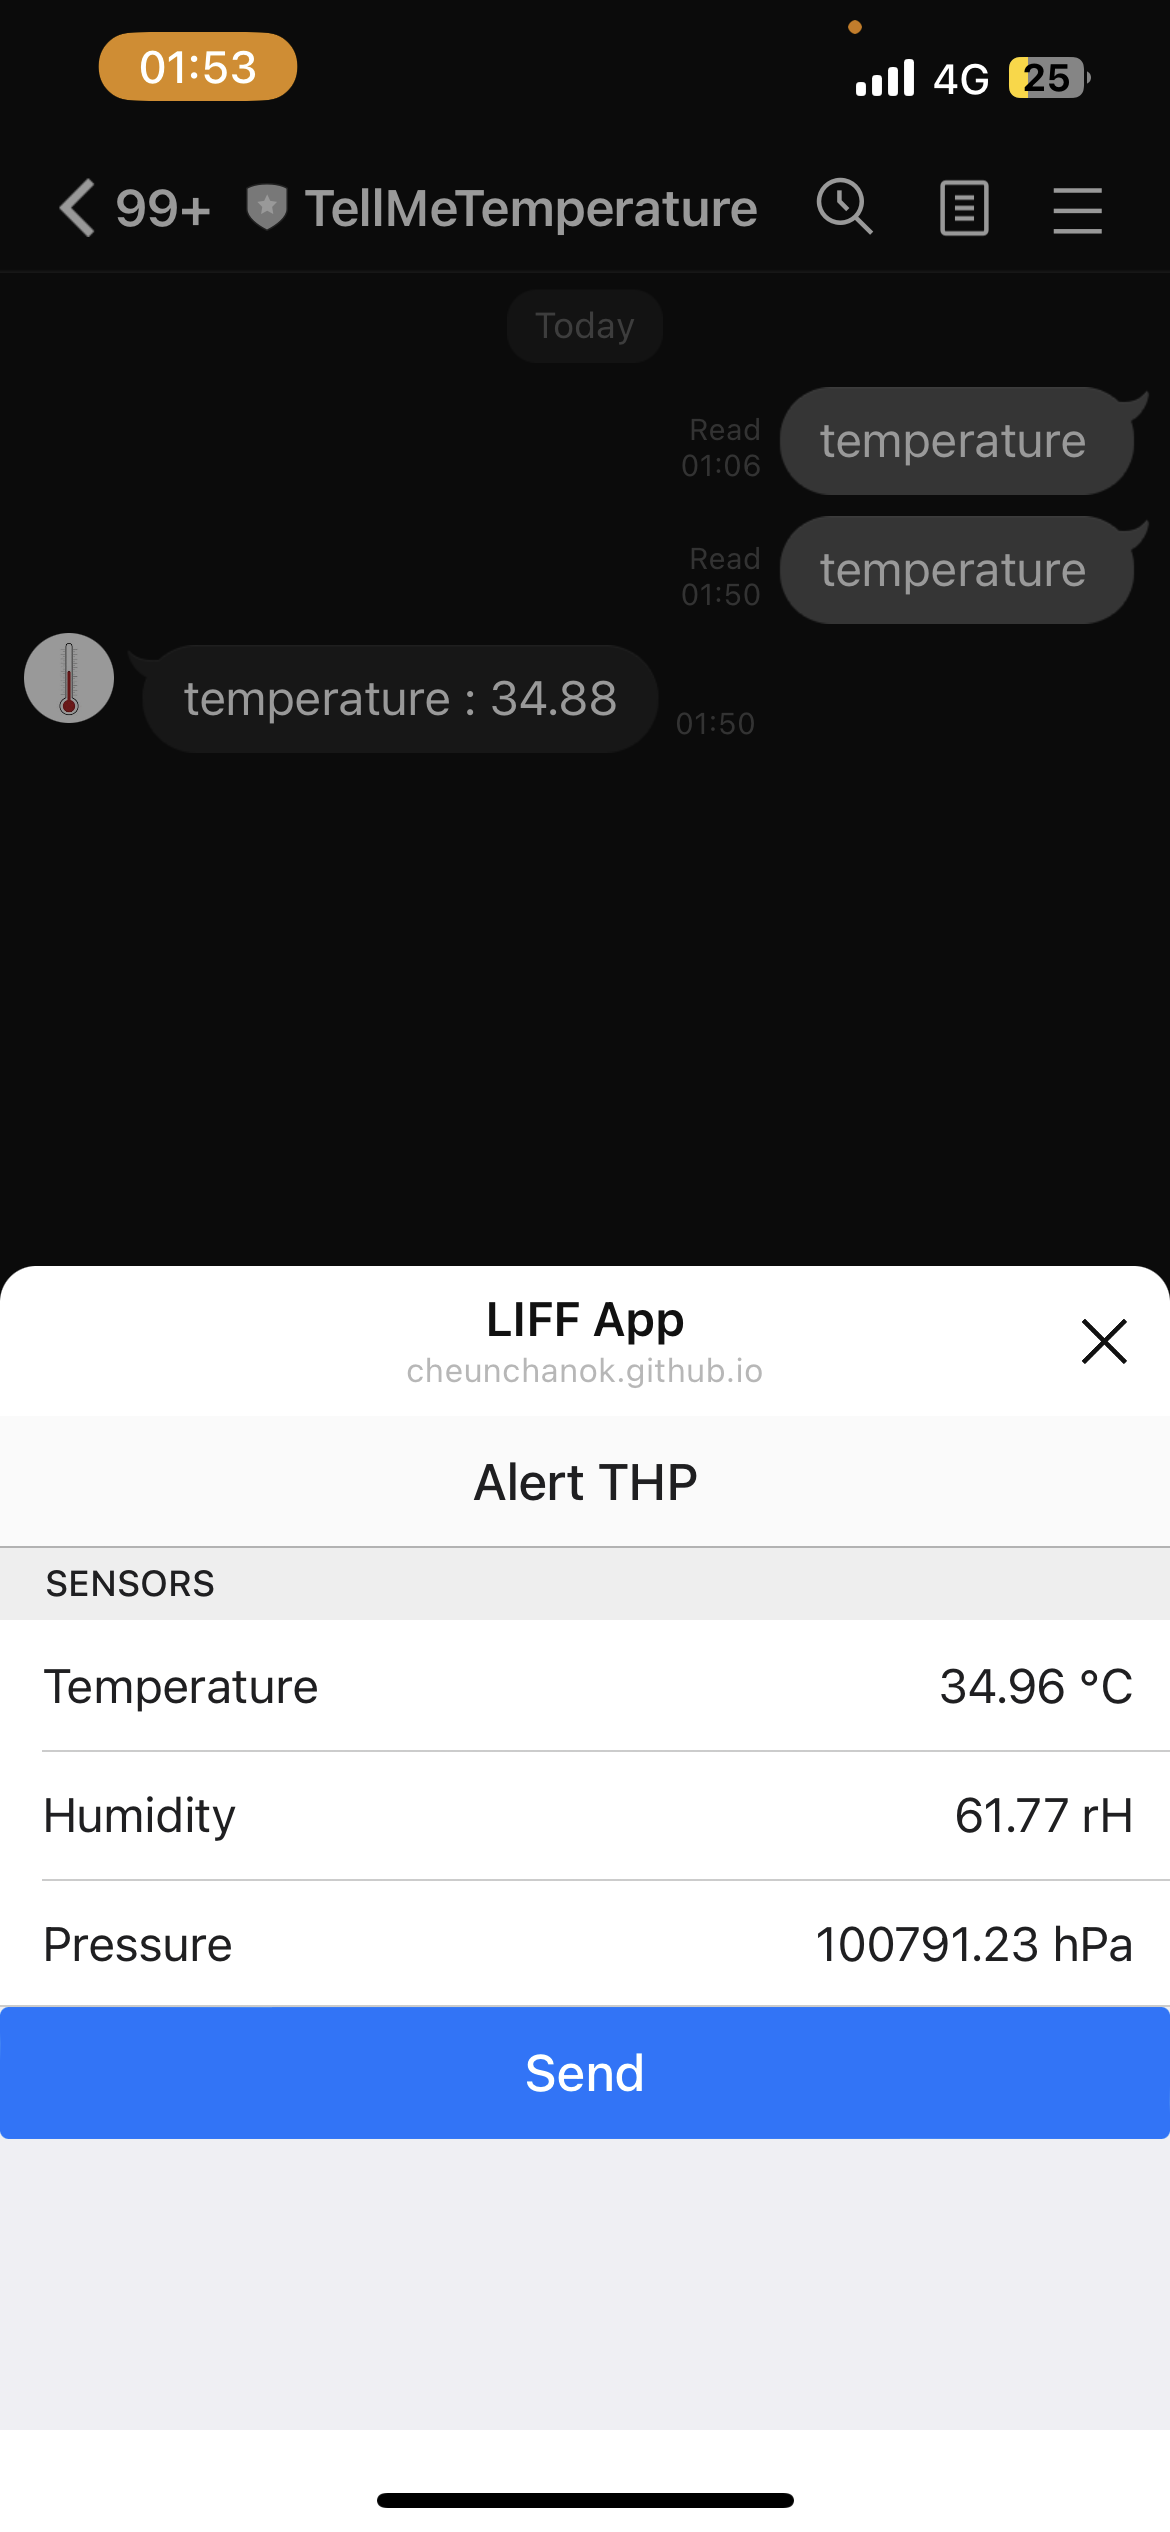 01:53
4G 25
99+ TellMeTemperature
Today
Read
01:06
temperature
Read
01:50
temperature
temperature : 34.88
01:50
LIFF App
cheunchanok.github.io
Alert THP
SENSORS
Temperature 34.96 °C
Humidity 61.77 rH
Pressure 100791.23 hPa
Send